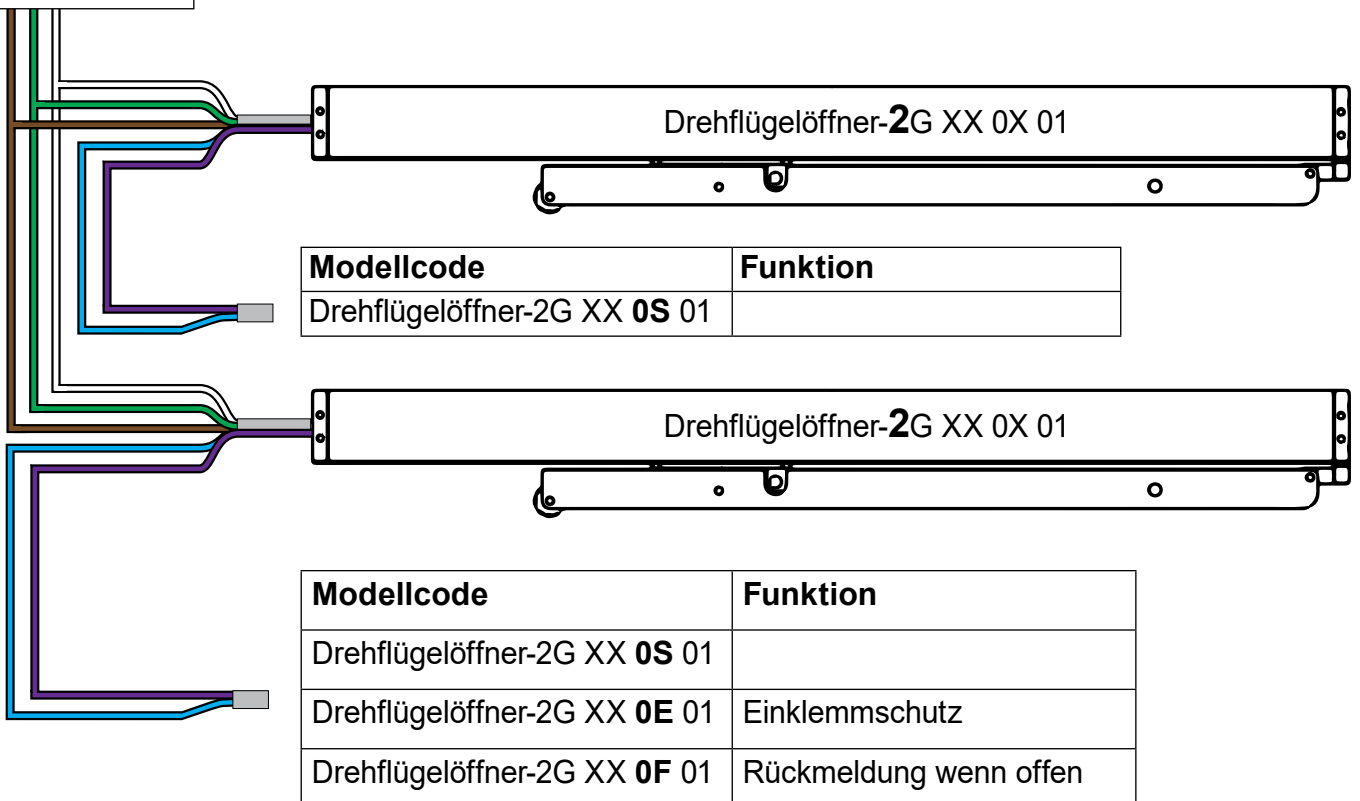 Drehflügelöffner-2G XX 0X 01
Modellcode Funktion
Drehflügelöffner-2G XX 0S 01
Drehflügelöffner-2G XX 0X 01
Modellcode Funktion
Drehflügelöffner-2G XX 0S 01
Drehflügelöffner-2G XX 0E 01 Einklemmschutz
Drehflügelöffner-2G XX 0F 01 Rückmeldung wenn offen